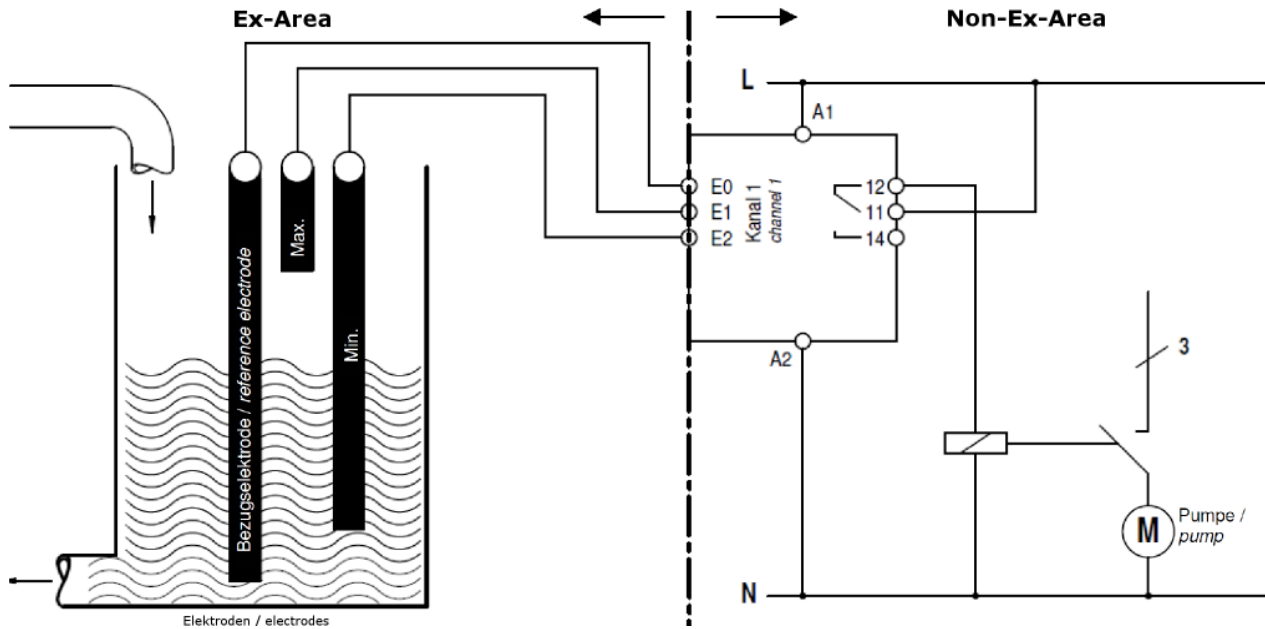 Ex-Area
Non-Ex-Area
L
A1
E0
E1
E2
Kanal 1
channel 1
12
11
14
A2
3
Max.
Min.
Bezugselektrode / reference electrode
M
Pumpe /
pump
N
Elektroden / electrodes